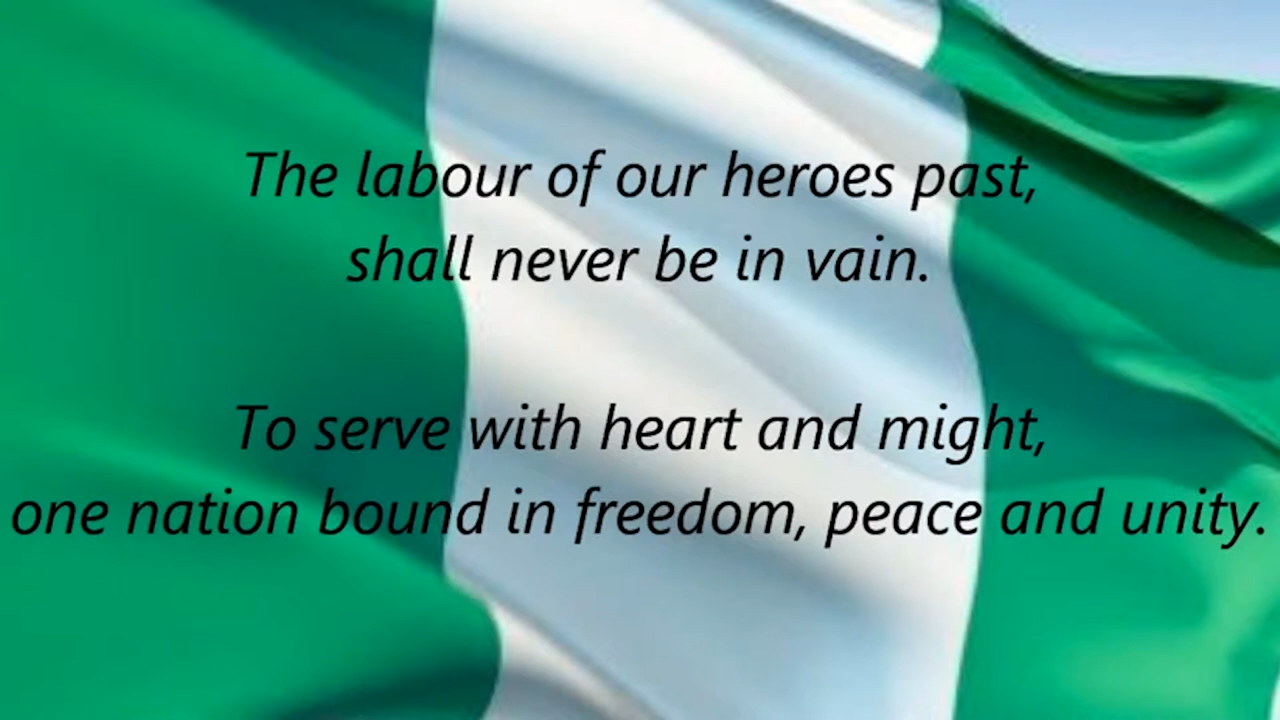 The labour of our heroes past,
shall never be in vain.
To serve with heart and might,
one nation bound in freedom, peace and unity.